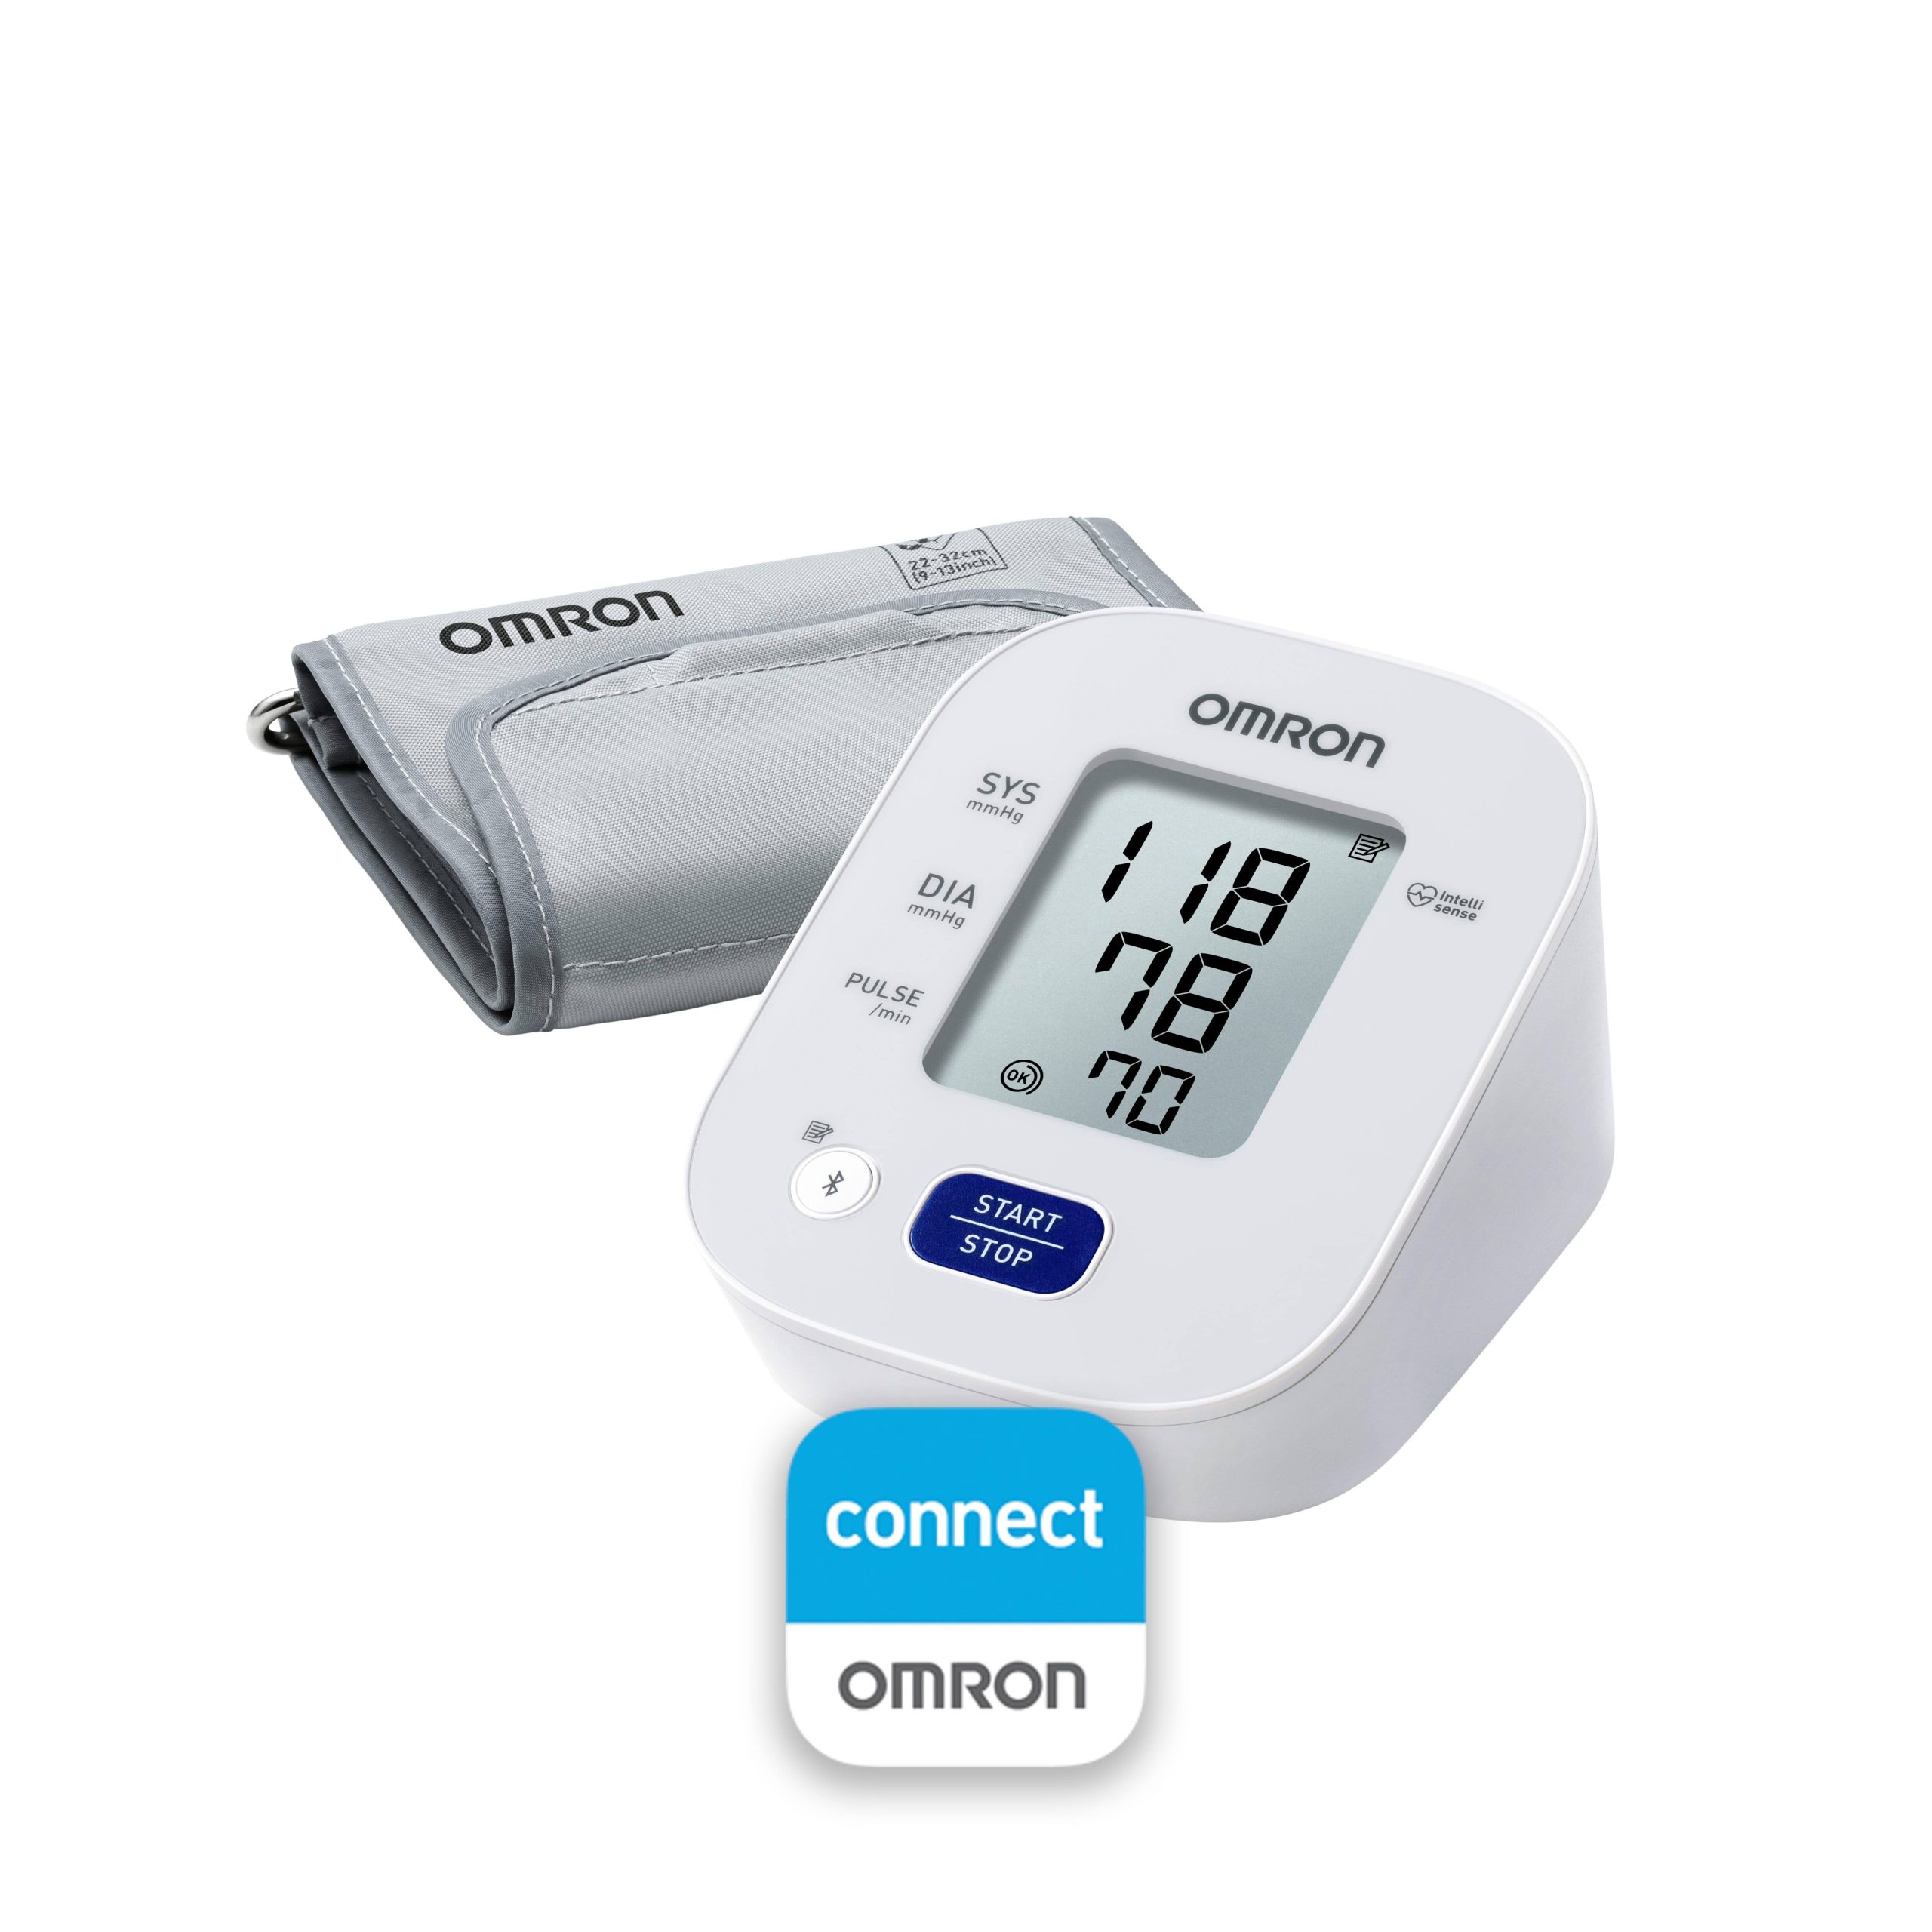 22-32cm
(9-13inch)
OMRON
OMRON
SYS
mmHg
118
Intelli
sense
DIA
mmHg
78
PULSE
/min
OK
70
START
STOP
connect
OMRON